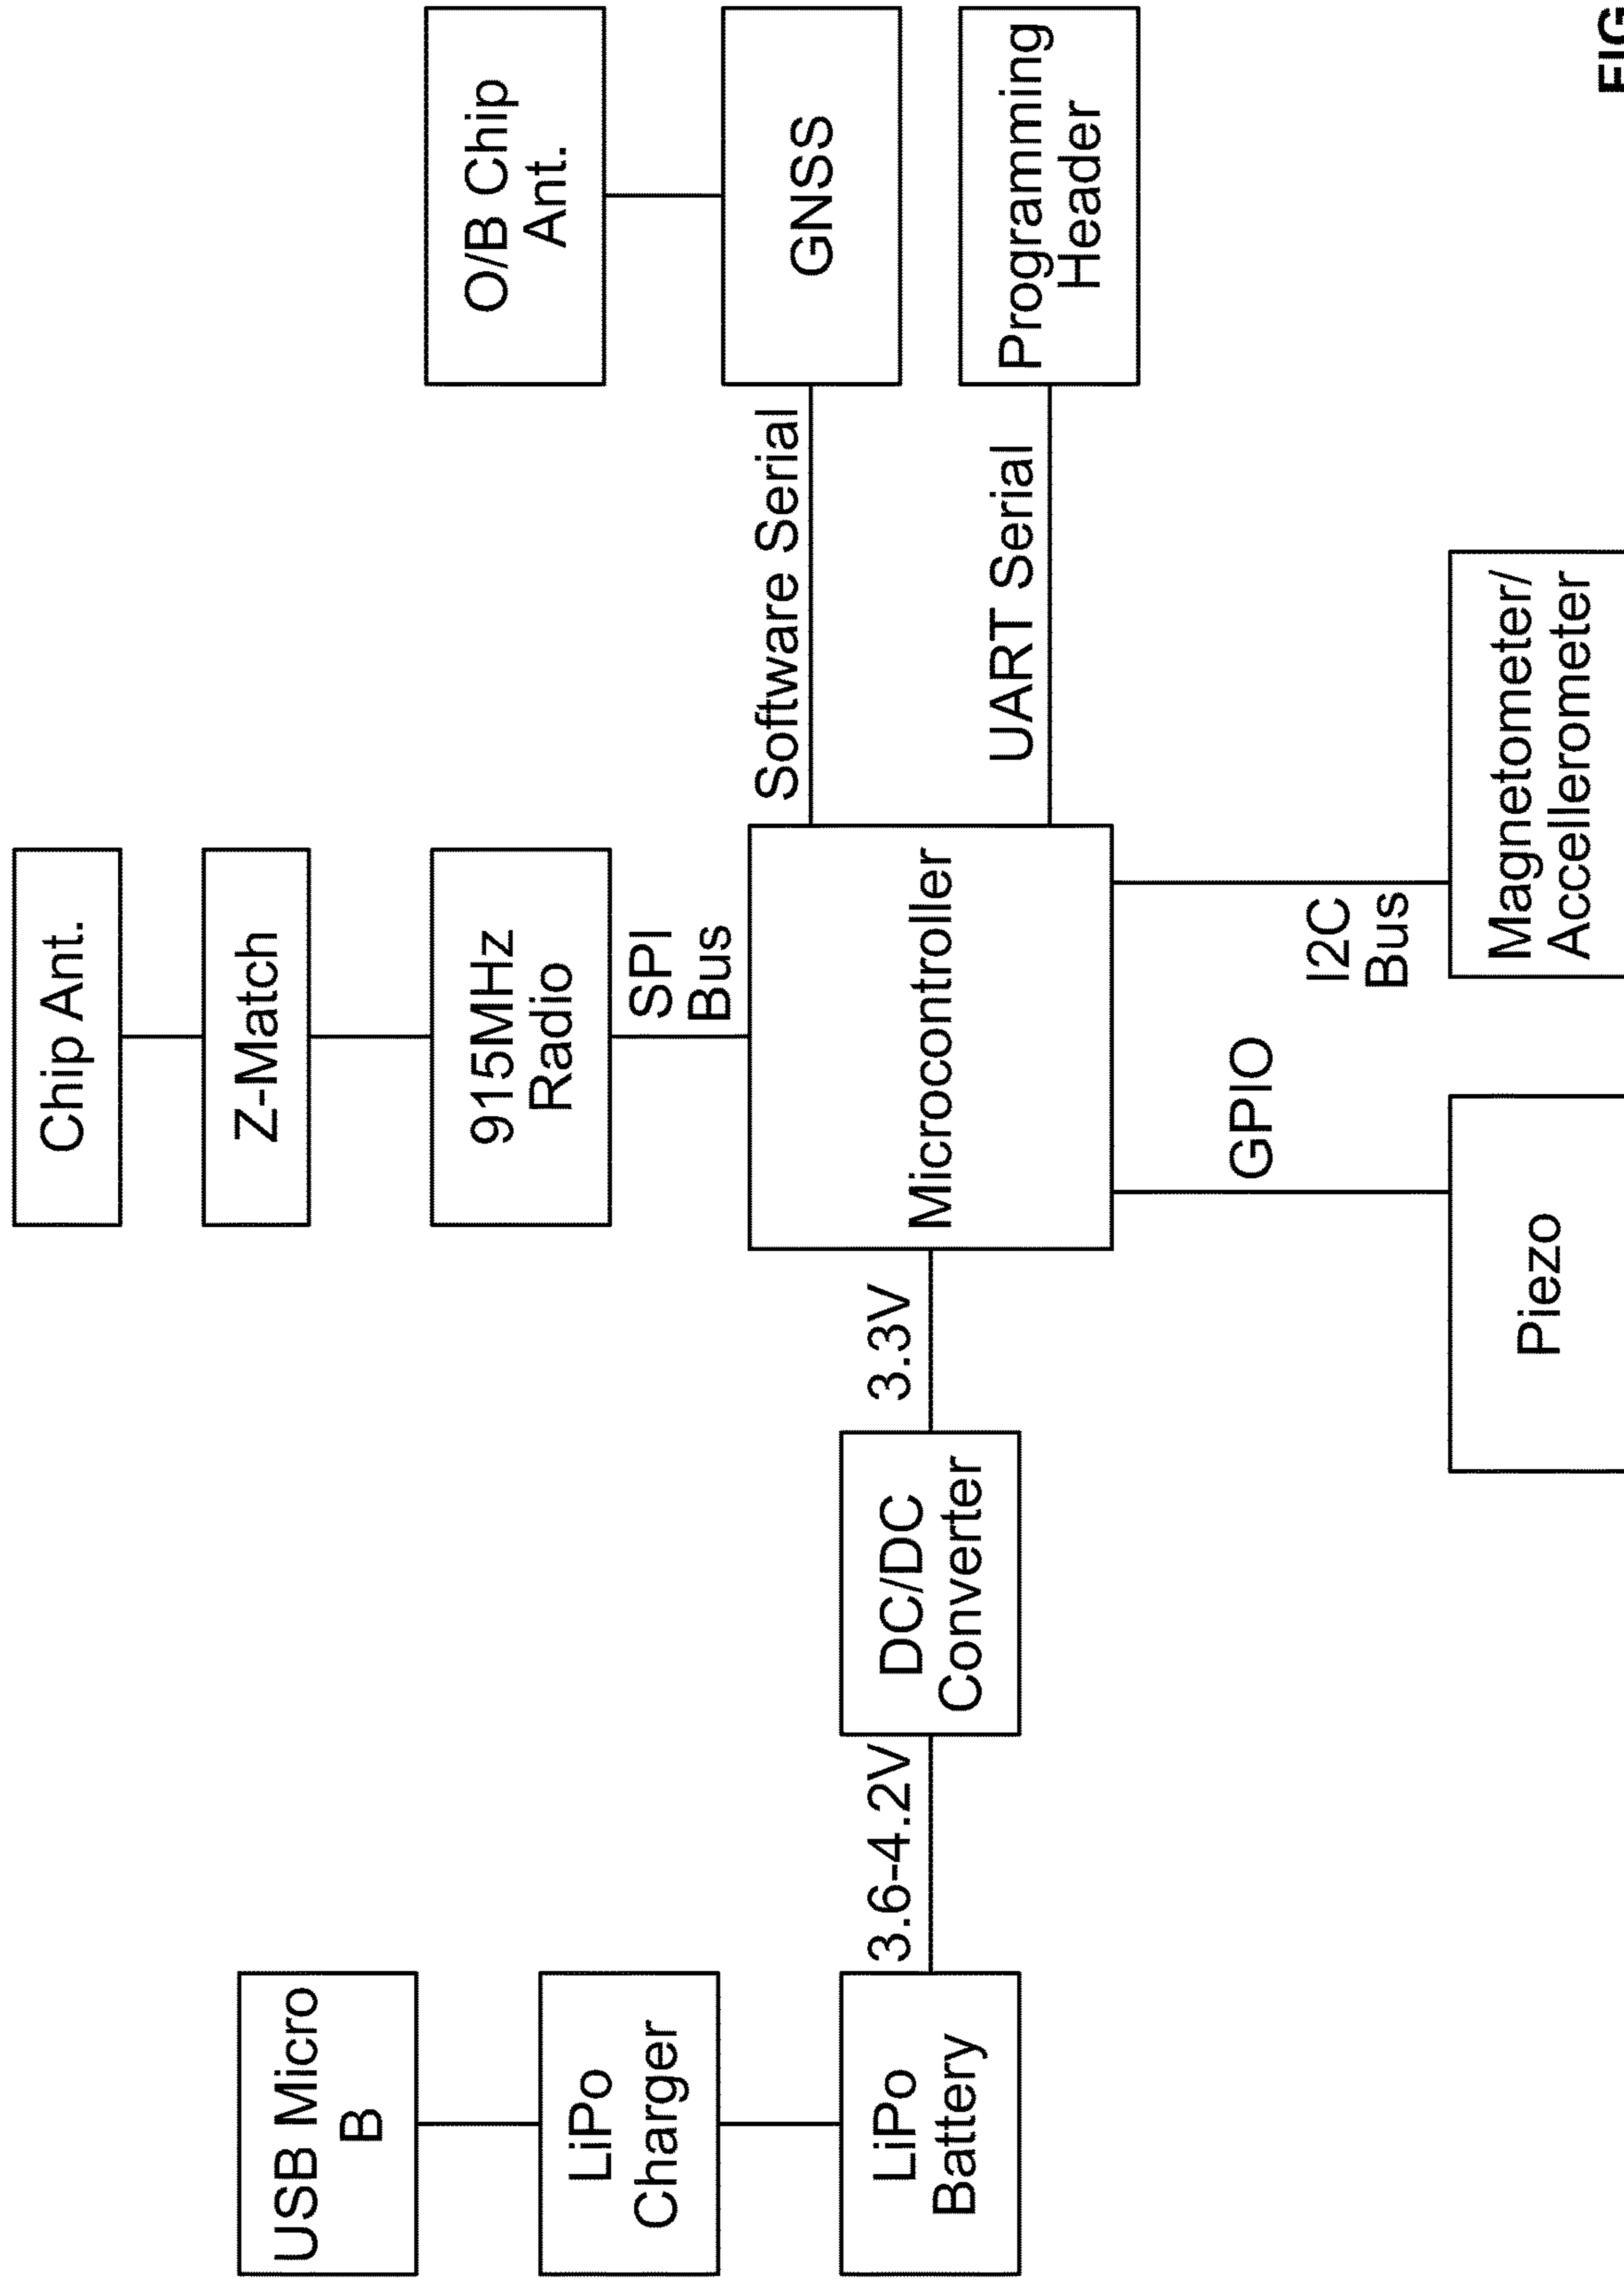 Chip Ant.
Z-Match
915MHz
Radio
SPI
Bus
O/B Chip
Ant.
GNSS
Software Serial
Programming
Header
UART Serial
Microcontroller
USB Micro
B
LiPo
Charger
LiPo
Battery
3.6-4.2V
DC/DC
Converter
3.3V
GPIO
Piezo
I2C
Bus
Magnetometer/
Accellerometer
FIG